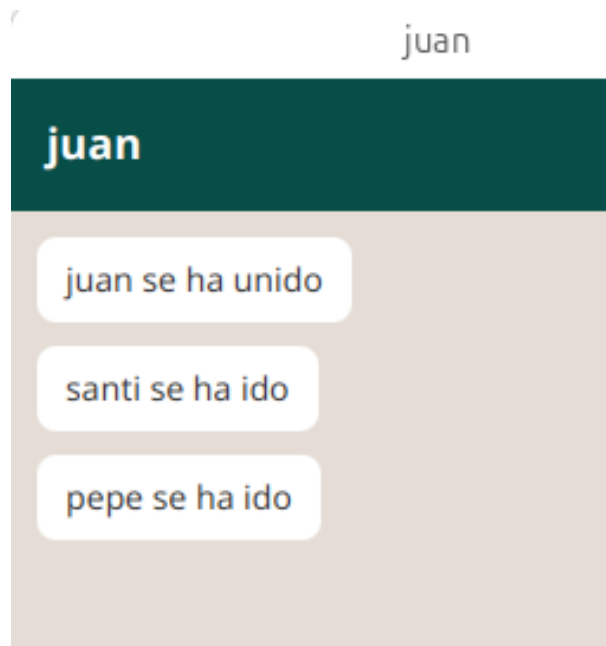 juan
juan
juan se ha unido
santi se ha ido
pepe se ha ido